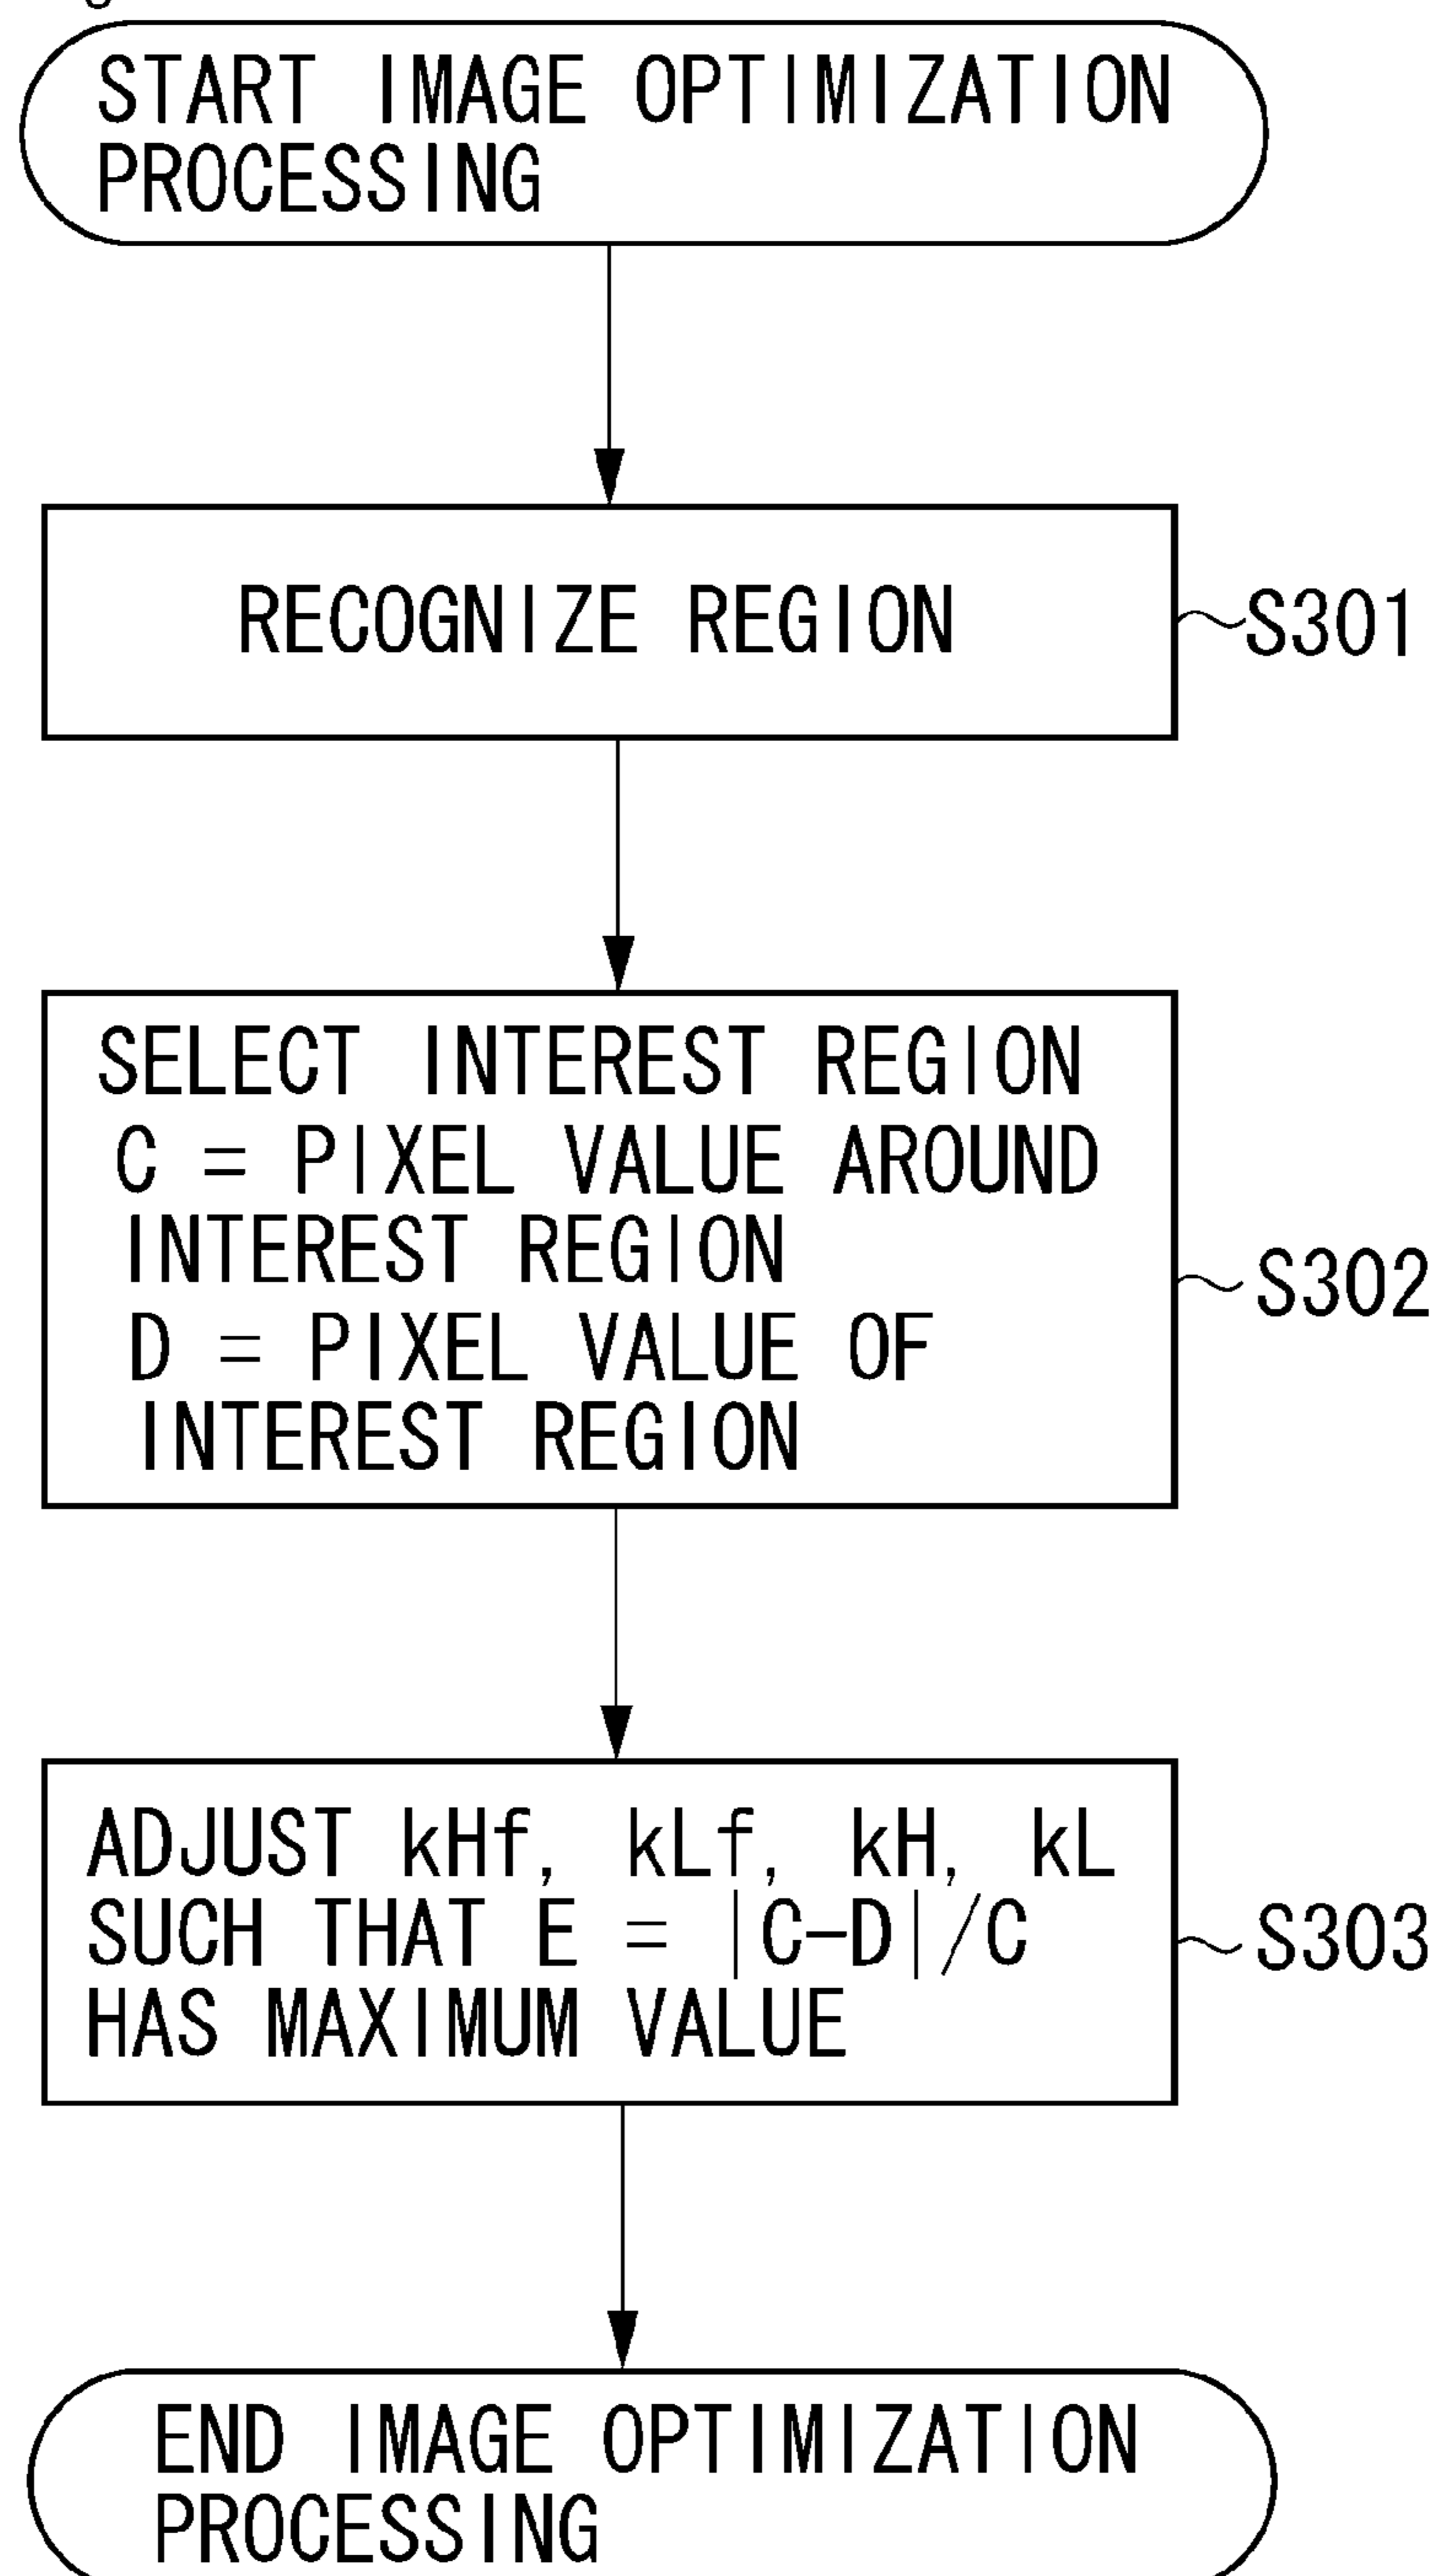 START IMAGE OPTIMIZATION
PROCESSING
RECOGNIZE REGION
S301
SELECT INTEREST REGION
C = PIXEL VALUE AROUND
INTEREST REGION
D = PIXEL VALUE OF
INTEREST REGION
S302
ADJUST kHf, kLf, kH, kL
SUCH THAT E = |C-D|/C
HAS MAXIMUM VALUE
S303
END IMAGE OPTIMIZATION
PROCESSING